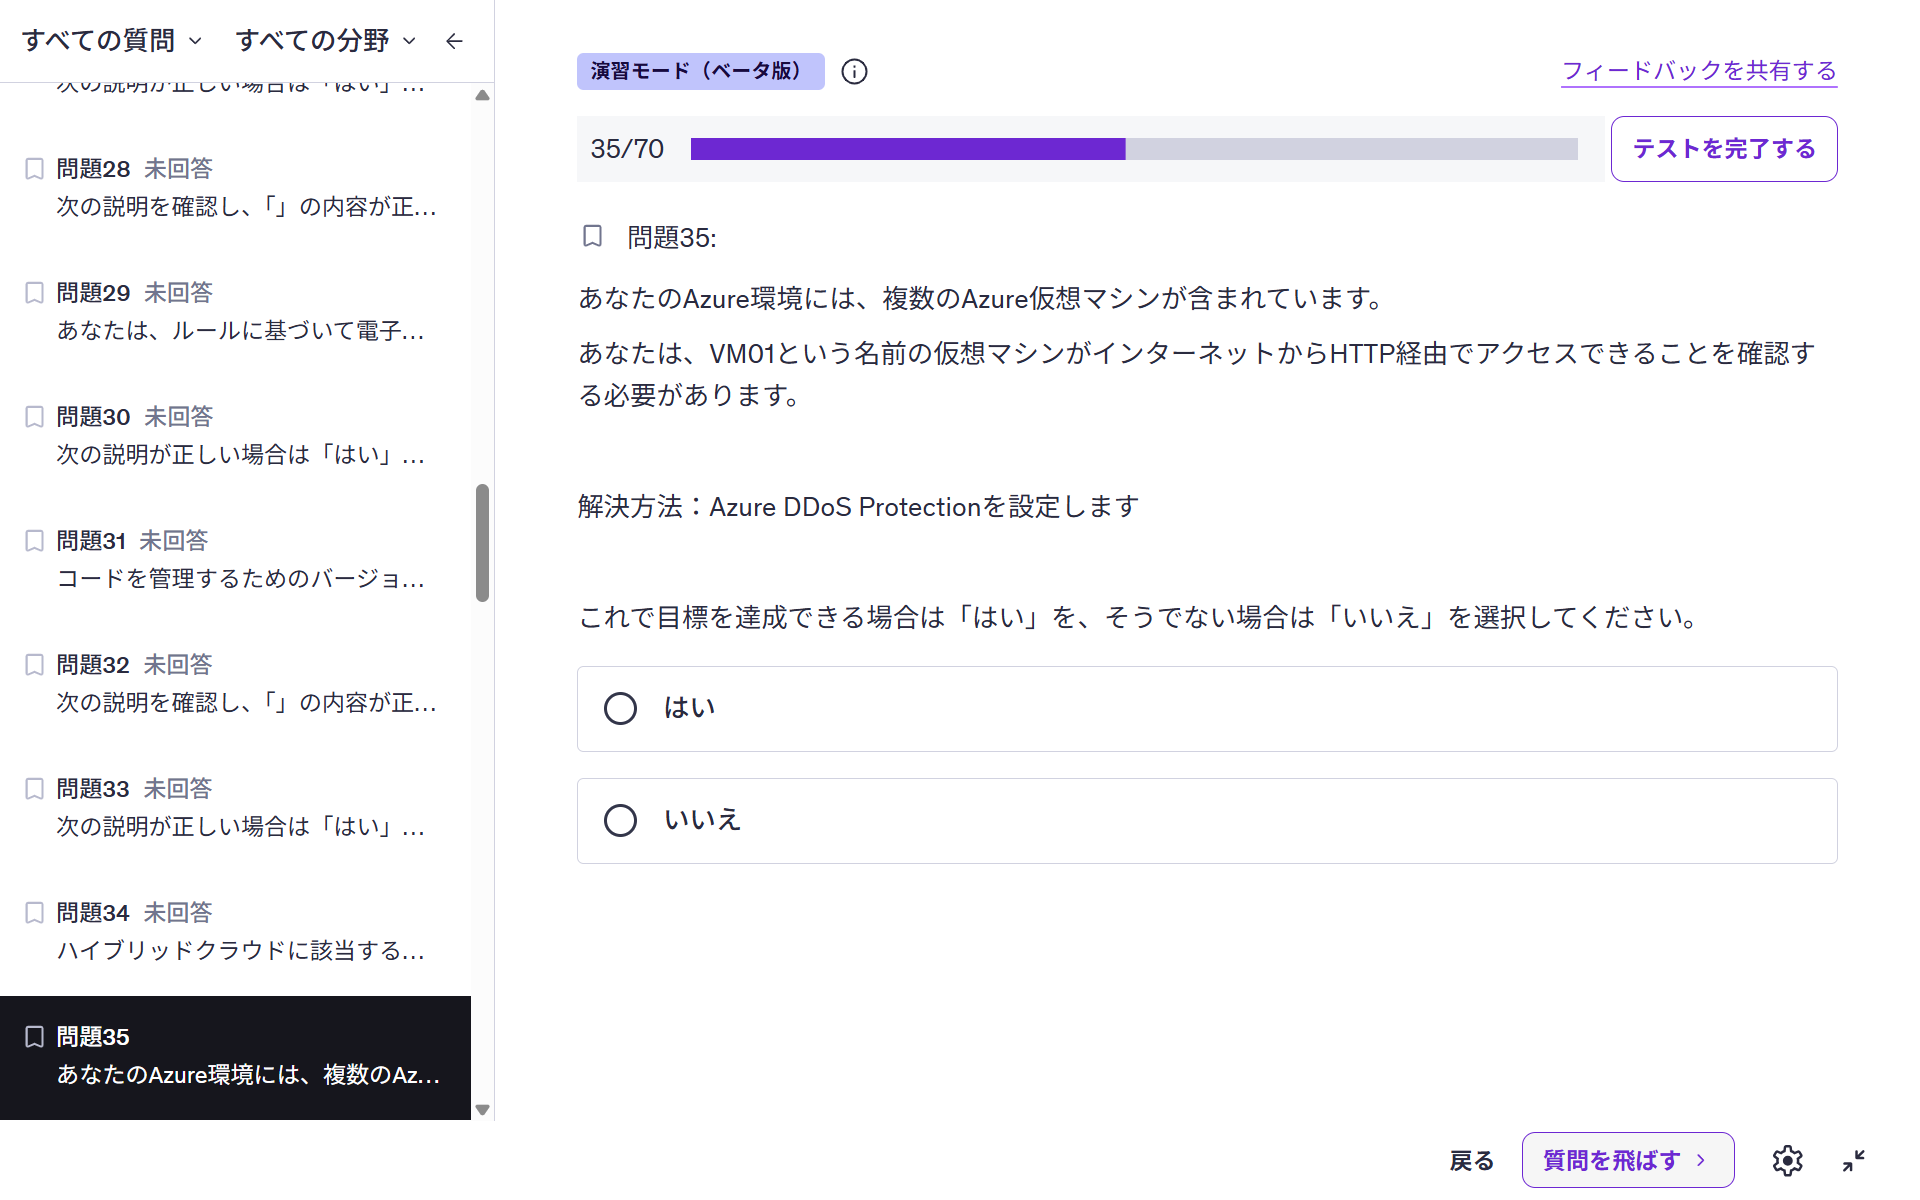 すべての質問 すべての分野
次の説明が正しい場合は「はい」...
問題28 未回答
次の説明を確認し、「」の内容が正...
問題29 未回答
あなたは、ルールに基づいて電子...
問題30 未回答
次の説明が正しい場合は「はい」...
問題31 未回答
コードを管理するためのバージョ...
問題32 未回答
次の説明を確認し、「」の内容が正...
問題33 未回答
次の説明が正しい場合は「はい」...
問題34 未回答
ハイブリッドクラウドに該当する...
問題35
あなたのAzure環境には、複数のAz...
演習モード（ベータ版）
フィードバックを共有する
35/70
テストを完了する
問題35:
あなたのAzure環境には、複数のAzure仮想マシンが含まれています。
あなたは、VM01という名前の仮想マシンがインターネットからHTTP経由でアクセスできることを確認す
る必要があります。
解決方法：Azure DDoS Protectionを設定します
これで目標を達成できる場合は「はい」を、そうでない場合は「いいえ」を選択してください。
はい
いいえ
戻る
質問を飛ばす